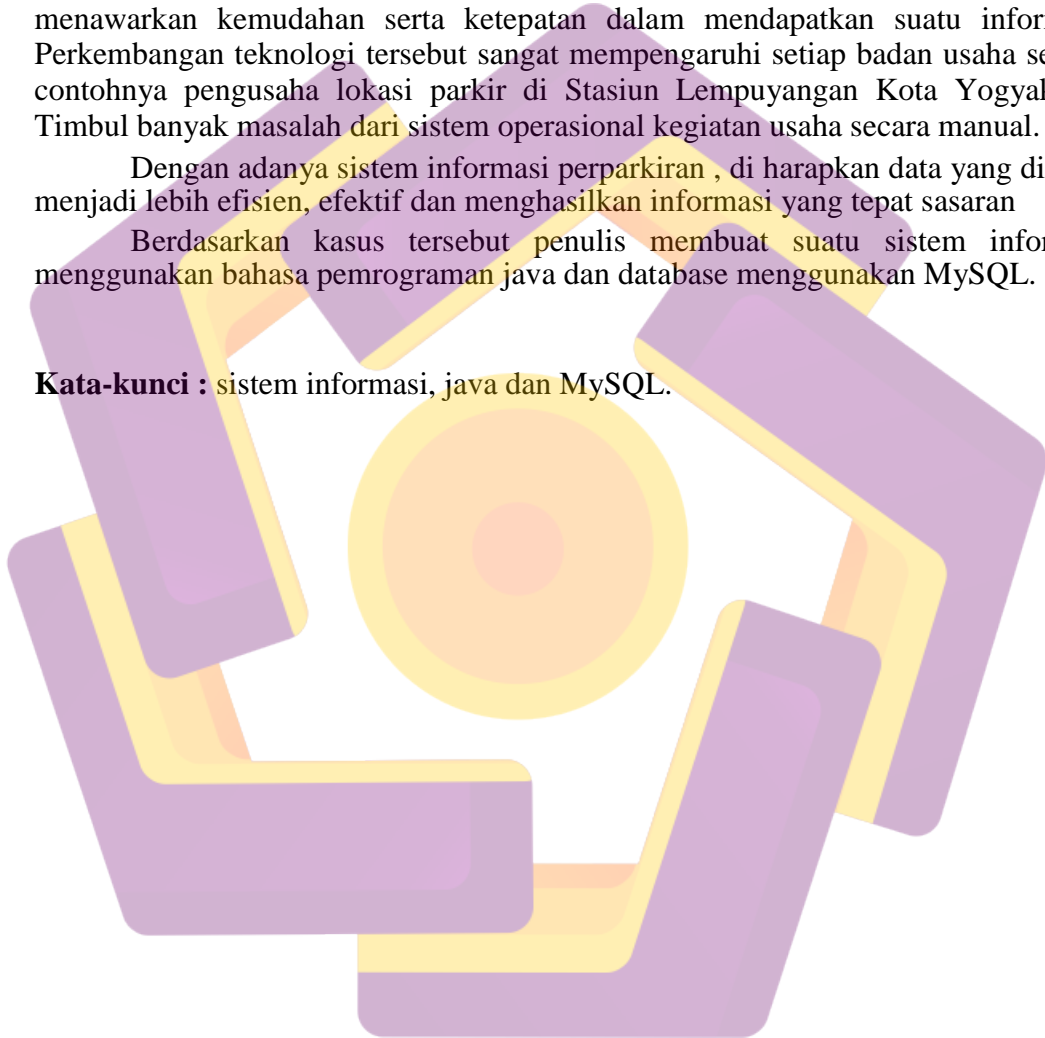 menawarkan kemudahan serta ketepatan dalam mendapatkan suatu infor
Perkembangan teknologi tersebut sangat mempengaruhi setiap badan usaha se
contohnya pengusaha lokasi parkir di Stasiun Lempuyangan Kota Yogyak
Timbul banyak masalah dari sistem operasional kegiatan usaha secara manual.
Dengan adanya sistem informasi perparkiran , di harapkan data yang di
menjadi lebih efisien, efektif dan menghasilkan informasi yang tepat sasaran
Berdasarkan kasus tersebut penulis membuat suatu sistem infor
menggunakan bahasa pemrograman java dan database menggunakan MySQL.
Kata-kunci : sistem informasi, java dan MySQL.